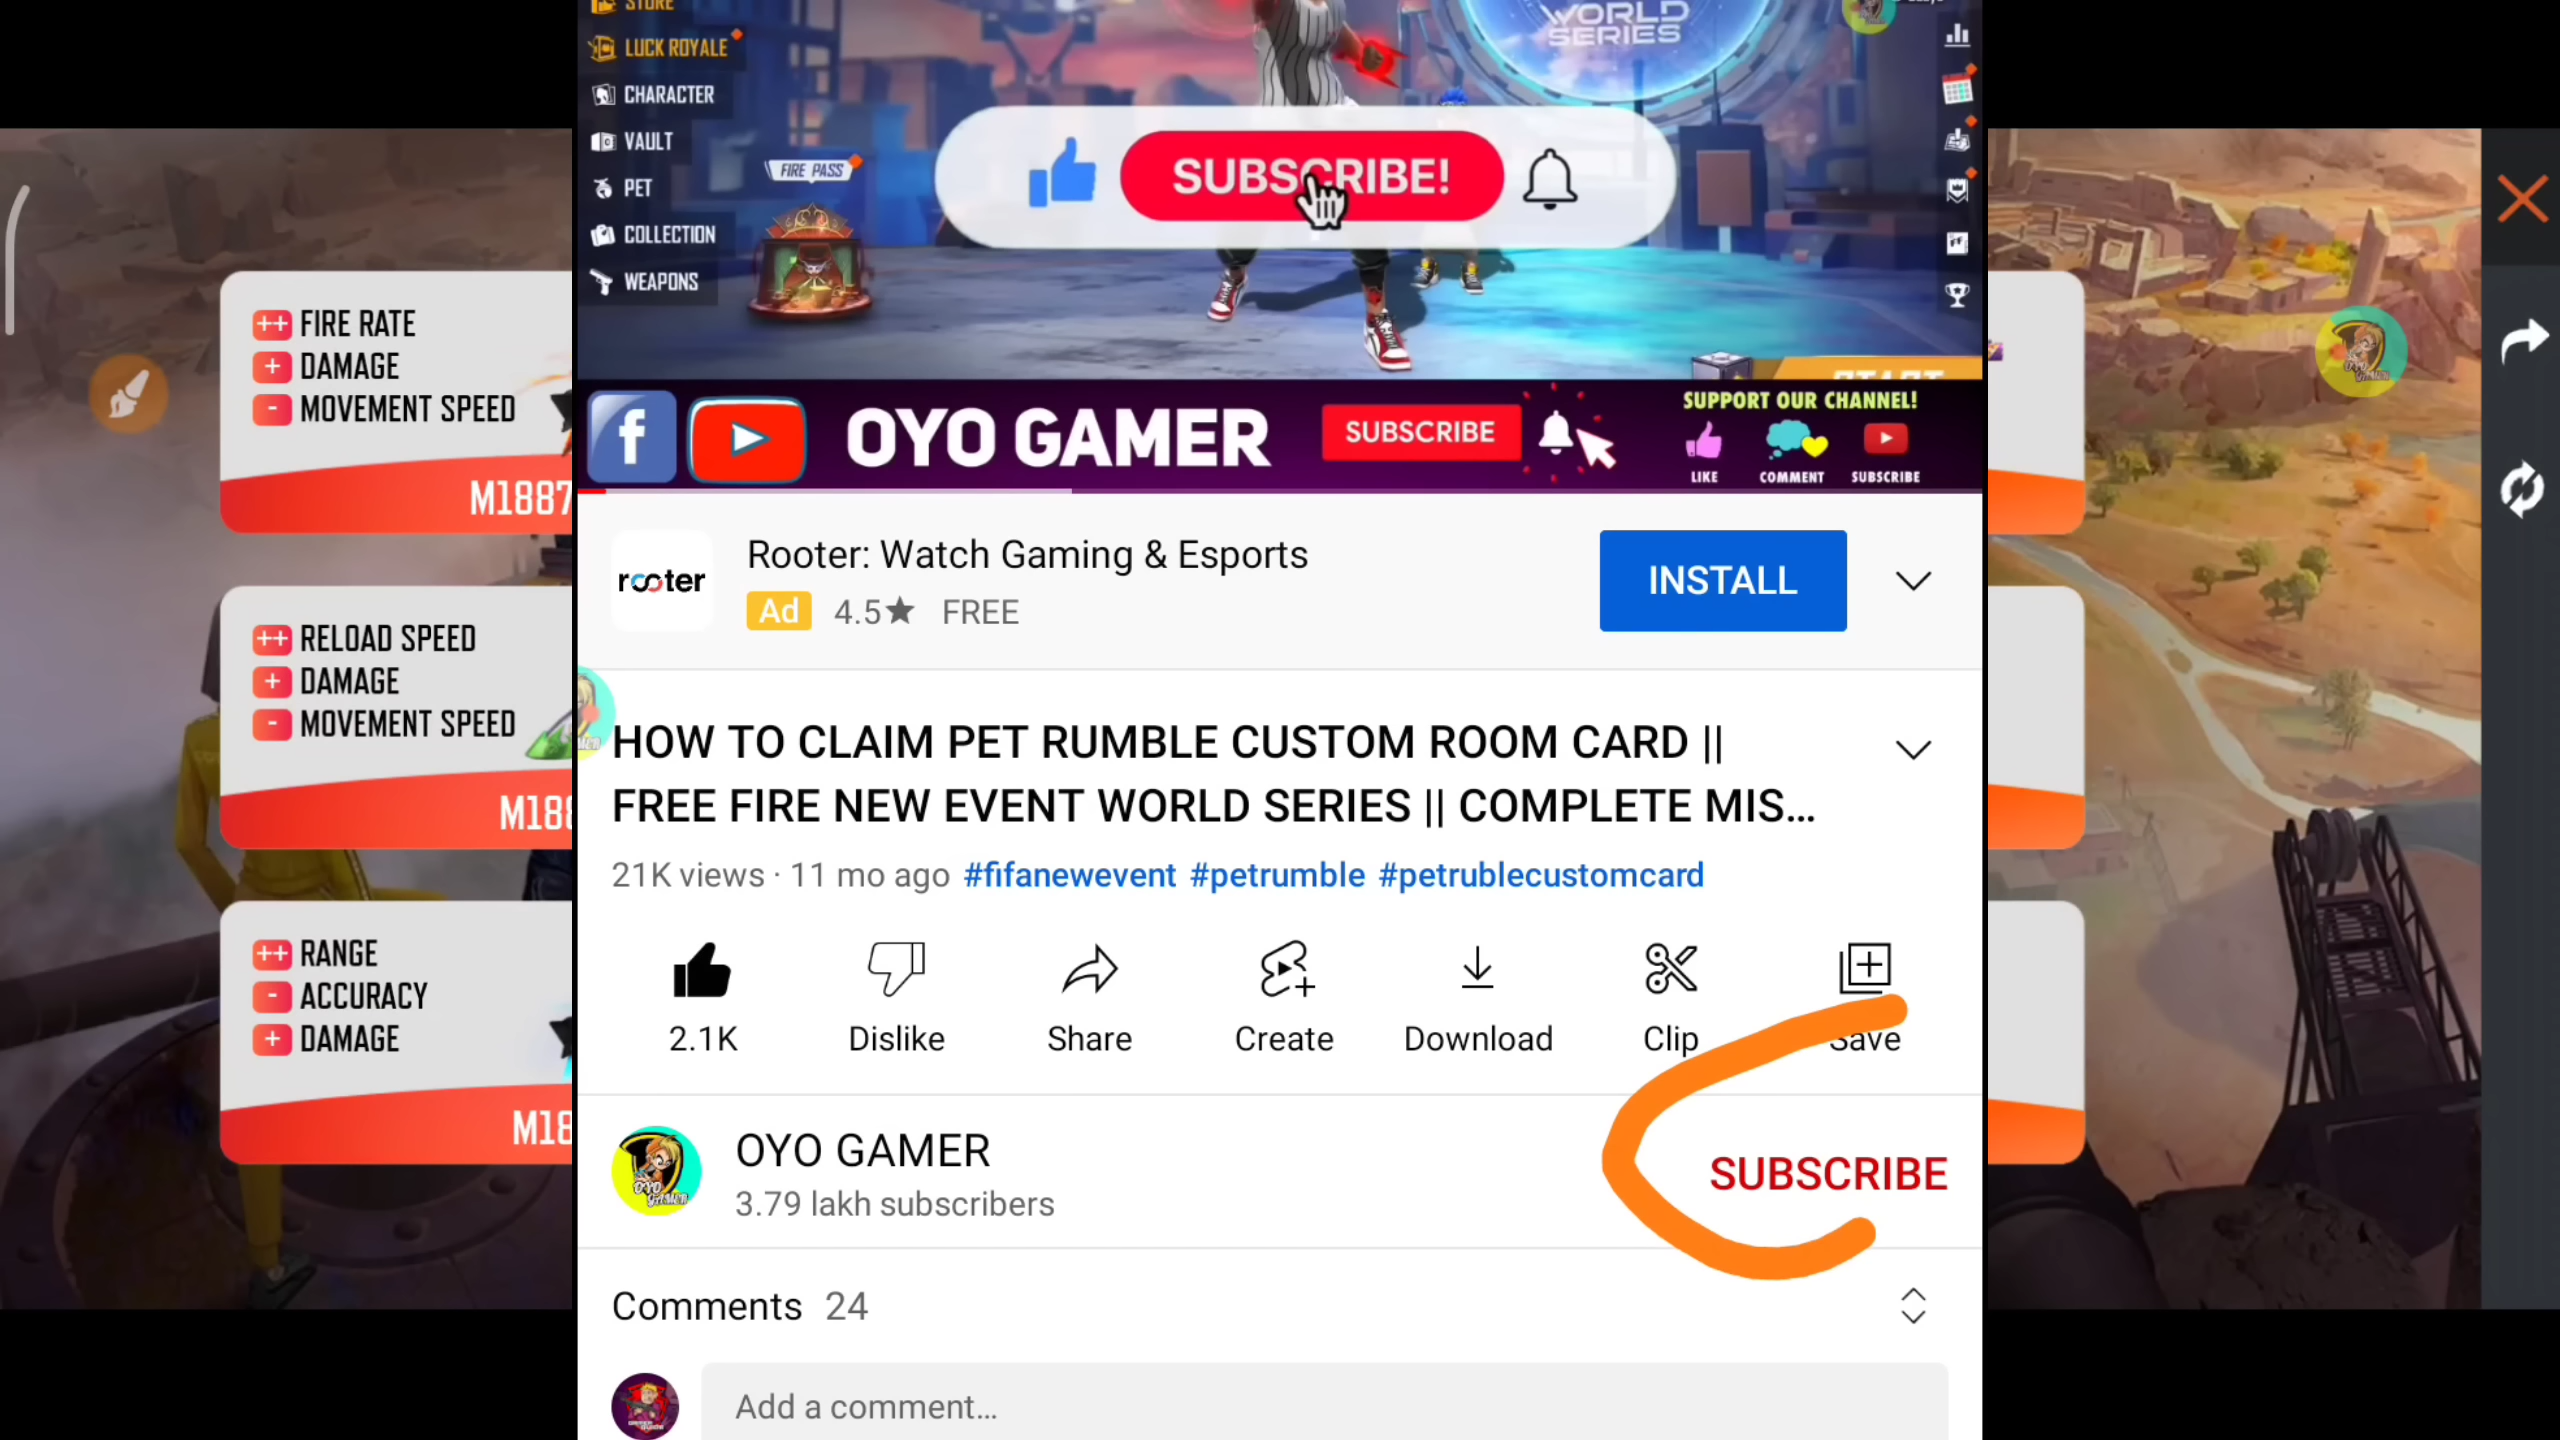 STORE
LUCK ROYALE
CHARACTER
VAULT
PET
COLLECTION
WEAPONS
FIRE PASS
WORLD
SERIES
SUBSCRIBE!
OYO GAMER
SUBSCRIBE
SUPPORT OUR CHANNEL!
LIKE
COMMENT
SUBSCRIBE
++ FIRE RATE
+ DAMAGE
- MOVEMENT SPEED
M1887
++ RELOAD SPEED
+ DAMAGE
- MOVEMENT SPEED
M188
++ RANGE
- ACCURACY
+ DAMAGE
M18
rooter
Rooter: Watch Gaming & Esports
Ad 4.5★ FREE
INSTALL
HOW TO CLAIM PET RUMBLE CUSTOM ROOM CARD ||
FREE FIRE NEW EVENT WORLD SERIES || COMPLETE MIS...
21K views · 11 mo ago #fifanewevent #petrumble #petrublecustomcard
2.1K
Dislike
Share
Create
Download
Clip
Save
OYO GAMER
3.79 lakh subscribers
SUBSCRIBE
OYO
GAMER
Comments 24
Add a comment...